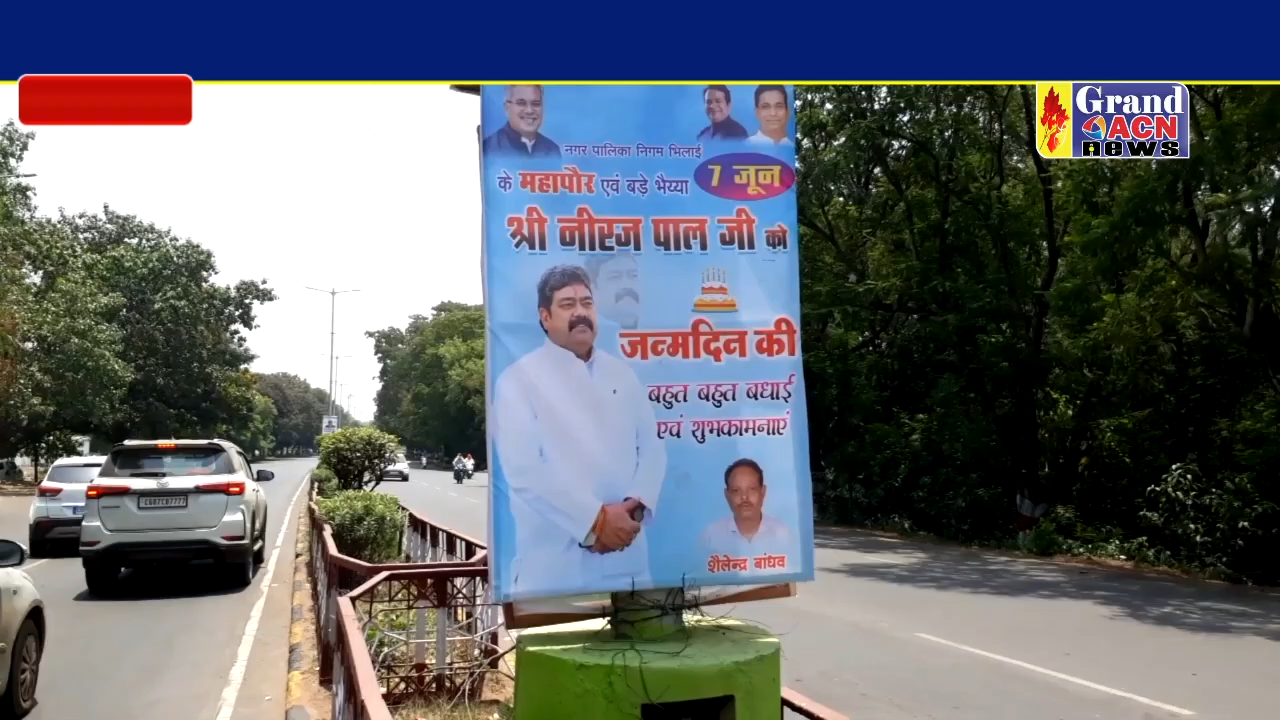 Grand
ACN
news
नगर पालिका निगम भिलाई
के महापौर एवं बड़े भैय्या
7 जून
श्री नीरज पाल जी को
जन्मदिन की
बहुत बहुत बधाई
एवं शुभकामनाएं
शैलेन्द्र बांधव
CG07CB7777